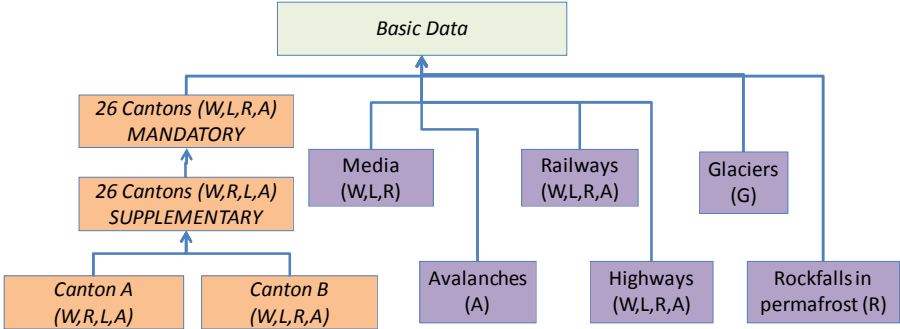 Basic Data
26 Cantons (W,L,R,A)
MANDATORY
Media
(W,L,R)
Railways
(W,L,R,A)
Glaciers
(G)
26 Cantons (W,R,L,A)
SUPPLEMENTARY
Canton A
(W,R,L,A)
Canton B
(W,L,R,A)
Avalanches
(A)
Highways
(W,L,R,A)
Rockfalls in
permafrost (R)